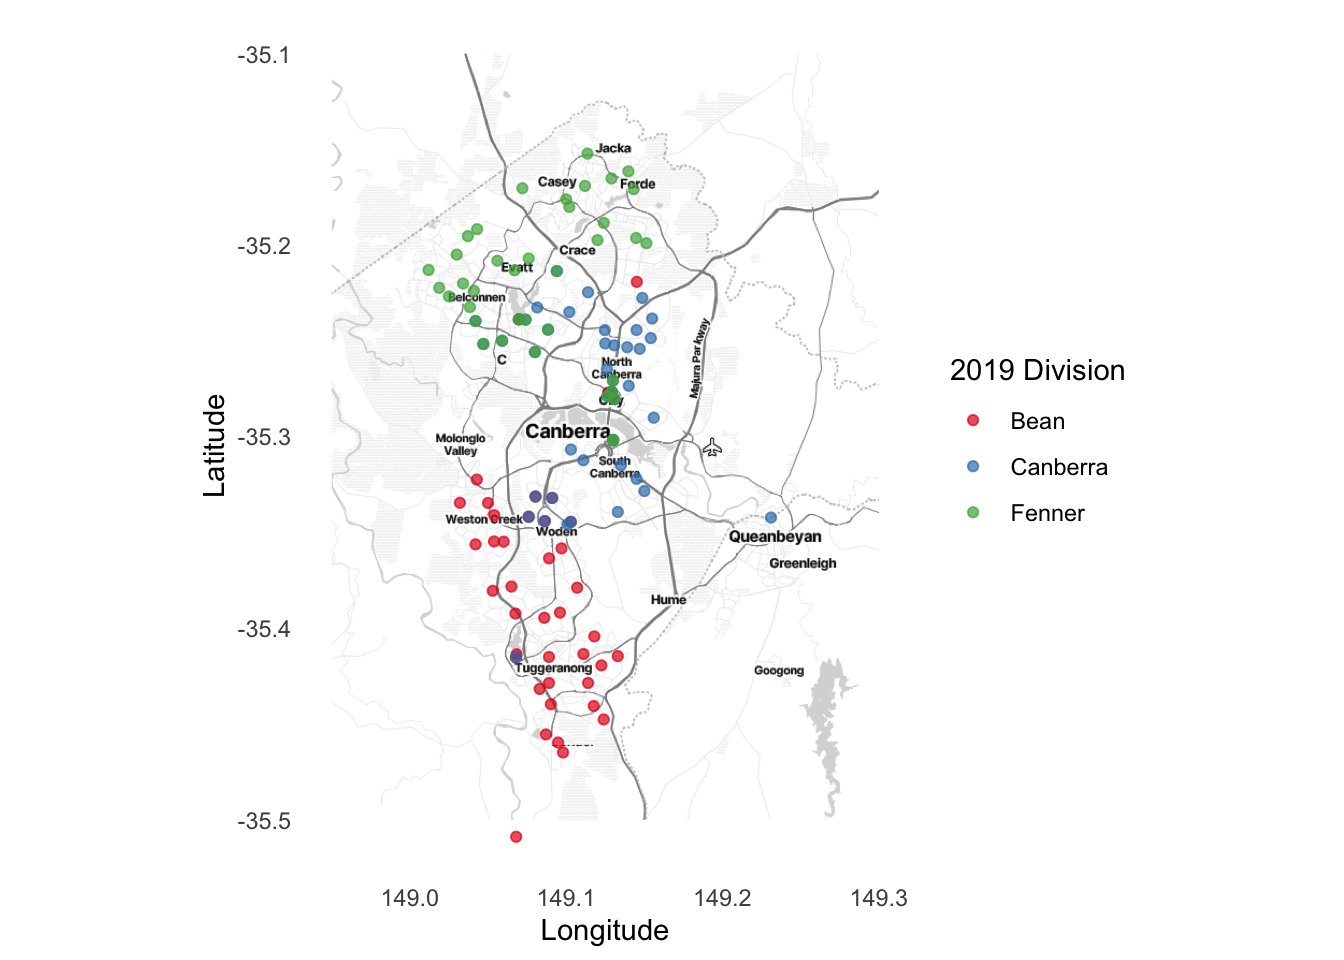 -35.1
-35.2
-35.3
-35.4
-35.5
Latitude
149.0
149.1
149.2
149.3
Longitude
Jacka
Casey
Forde
Crace
Evatt
Belconnen
C
North
Canberra
City
Majura Parkway
Canberra
Molonglo
Valley
South
Canberra
Weston Creek
Woden
Queanbeyan
Greenleigh
Hume
Tuggeranong
Googong
2019 Division
Bean
Canberra
Fenner